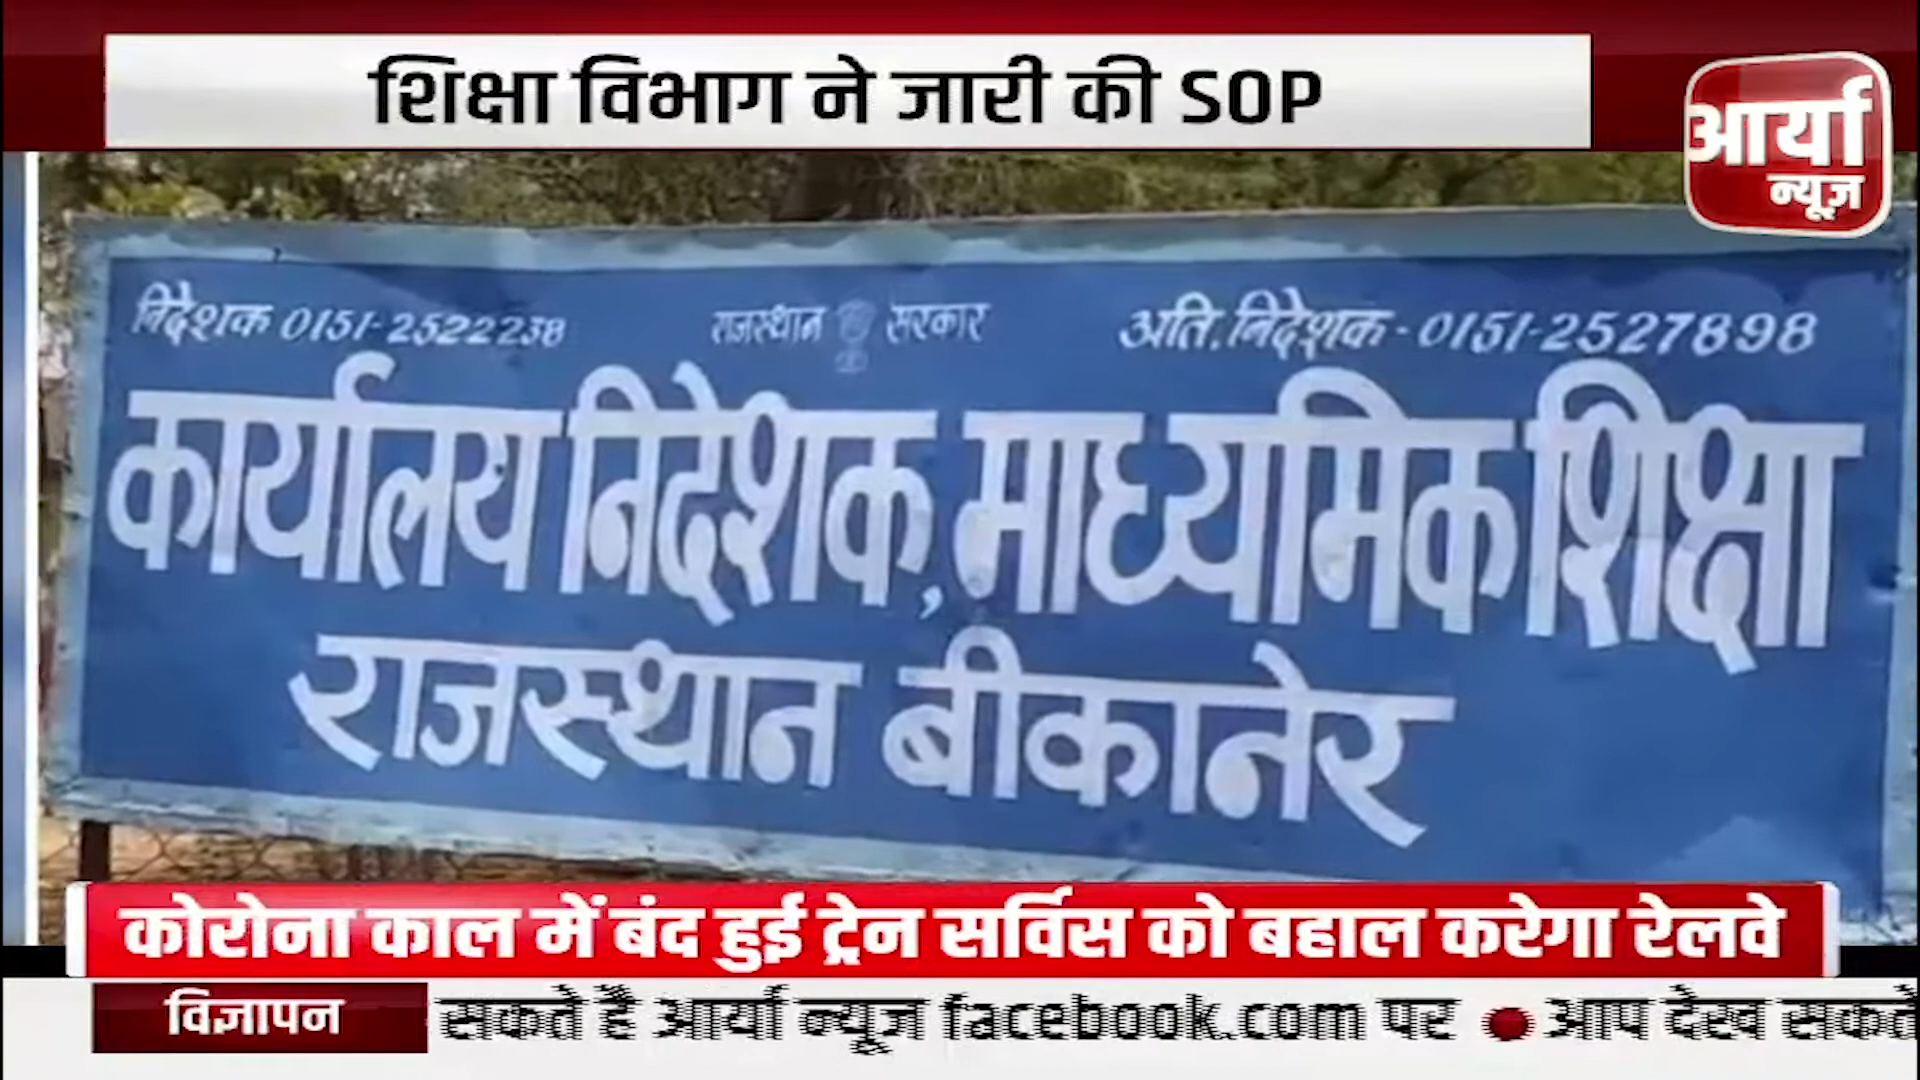 शिक्षा विभाग ने जारी की SOP
आर्या
न्यूज़
निदेशक 0151-2522238
राजस्थान सरकार
अति. निदेशक - 0151-2527898
कार्यालय निदेशक, माध्यमिक शिक्षा
राजस्थान बीकानेर
कोरोना काल में बंद हुई ट्रेन सर्विस को बहाल करेगा रेलवे
विज्ञापन
सकते है आर्या न्यूज facebook.com पर ● आप देख सकते